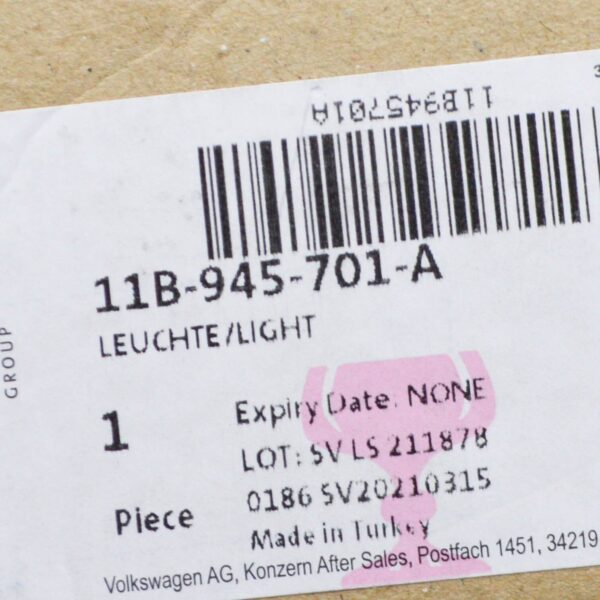 11B945701A
11B-945-701-A
LEUCHTE/LIGHT
GROUP
1
Piece
Expiry Date: NONE
LOT: SV LS 211878
0186 SV20210315
Made in Turkey
Volkswagen AG, Konzern After Sales, Postfach 1451, 34219